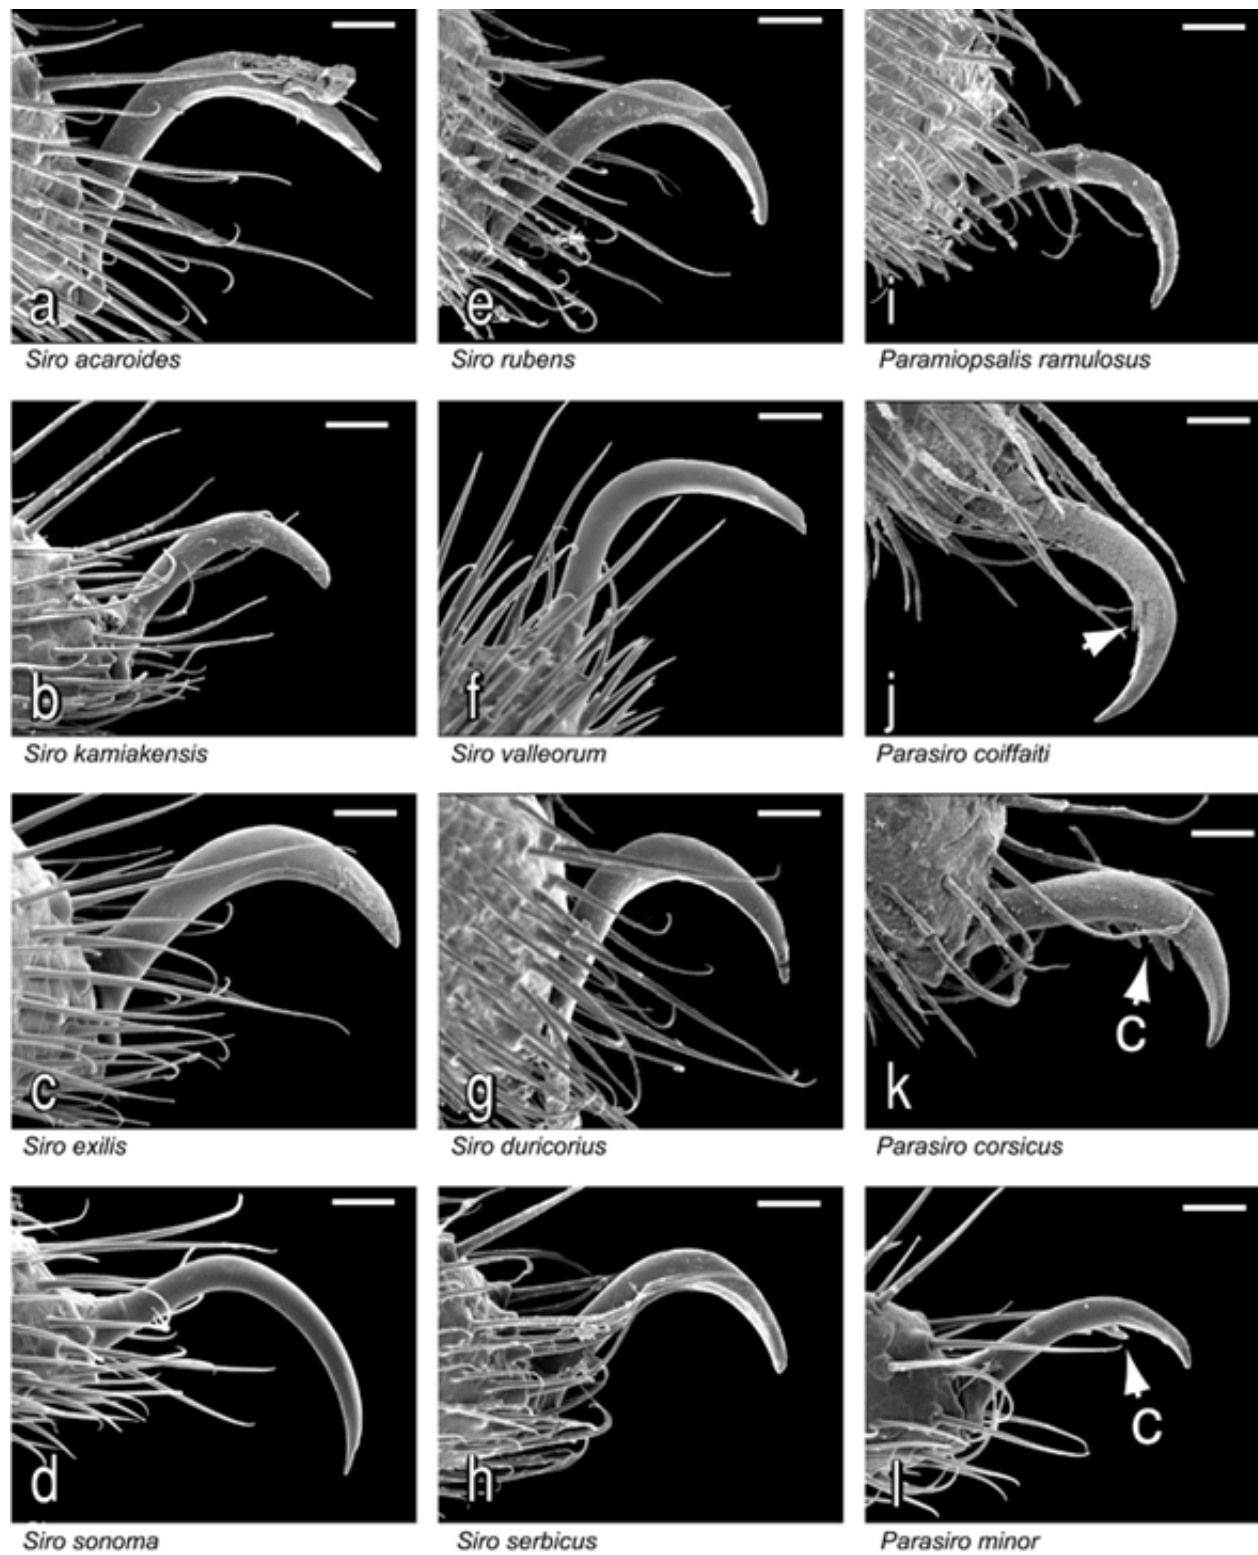 a e i
Siro acaroides Siro rubens Paramiopsalis ramulosus
b f j
Siro kamiakensis Siro valleorum Parasiro coiffaiti
C
c g k
Siro exilis Siro duricorius Parasiro corsicus
C
d h l
Siro sonoma Siro serbicus Parasiro minor